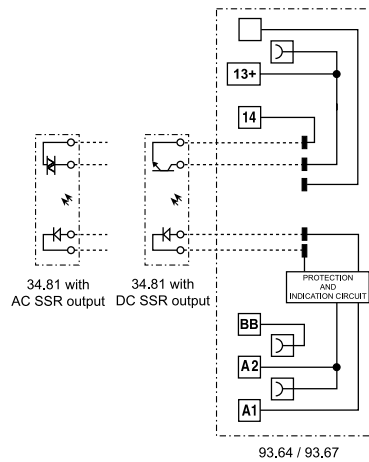 13+
14
34.81 with
AC SSR output
34.81 with
DC SSR output
PROTECTION
AND
INDICATION CIRCUIT
BB
A2
A1
93.64 / 93.67